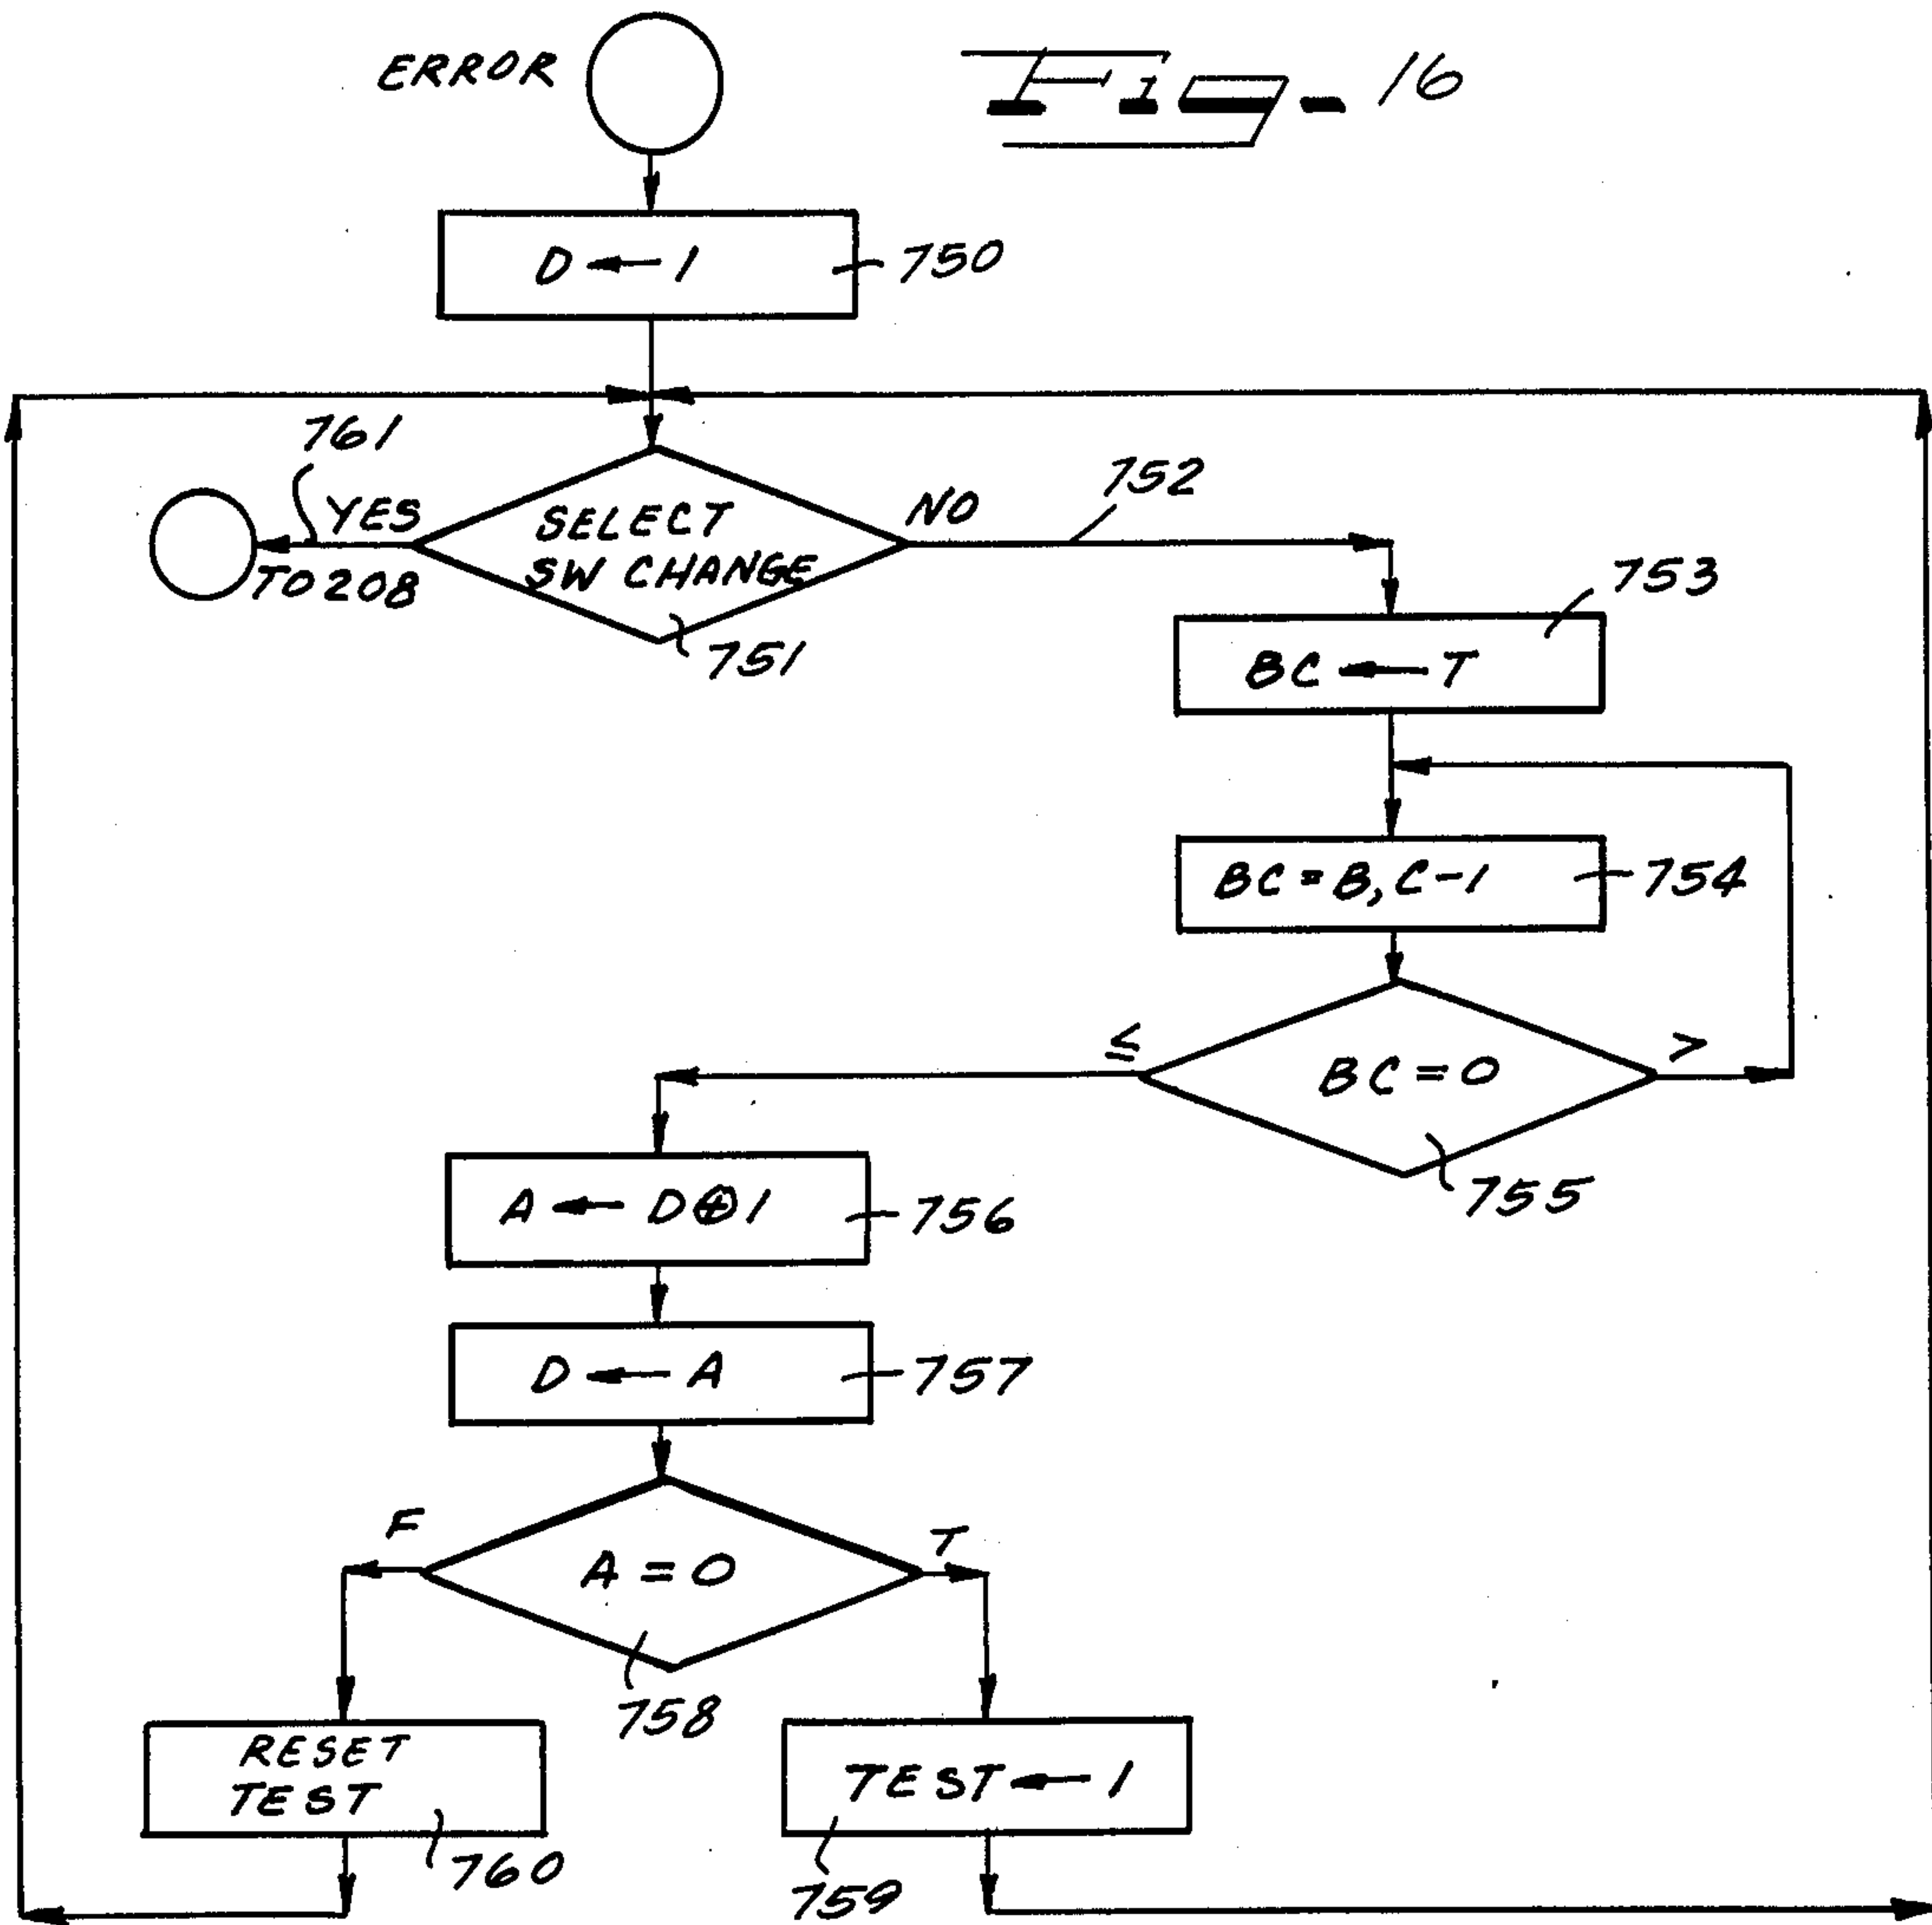 ERROR
Fig-16
D ← 1
750
761
752
YES
NO
SELECT
SW CHANGE
TO 208
753
751
BC ← T
BC = B, C-1
754
≤
>
BC = 0
755
A ← D⊕1
756
D ← A
757
F
T
A = 0
758
RESET
TEST
TEST ← 1
760
759